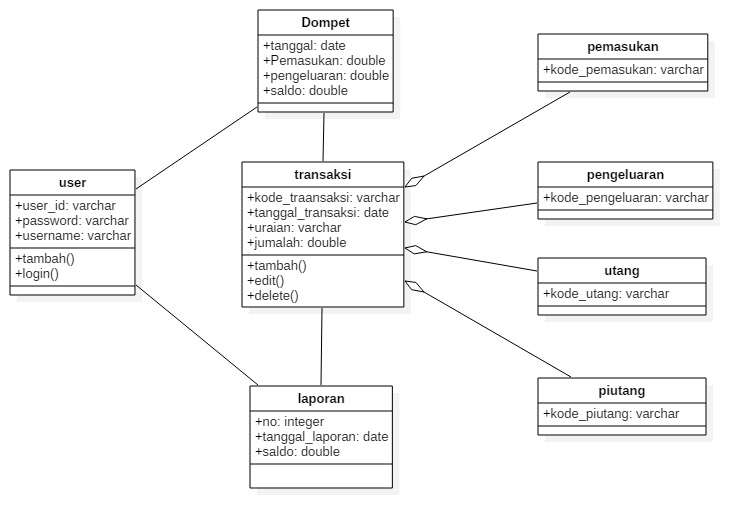 Dompet
+tanggal: date
+Pemasukan: double
+pengeluaran: double
+saldo: double
user
+user_id: varchar
+password: varchar
+username: varchar
+tambah()
+login()
transaksi
+kode_traansaksi: varchar
+tanggal_transaksi: date
+uraian: varchar
+jumalah: double
+tambah()
+edit()
+delete()
laporan
+no: integer
+tanggal_laporan: date
+saldo: double
pemasukan
+kode_pemasukan: varchar
pengeluaran
+kode_pengeluaran: varchar
utang
+kode_utang: varchar
piutang
+kode_piutang: varchar